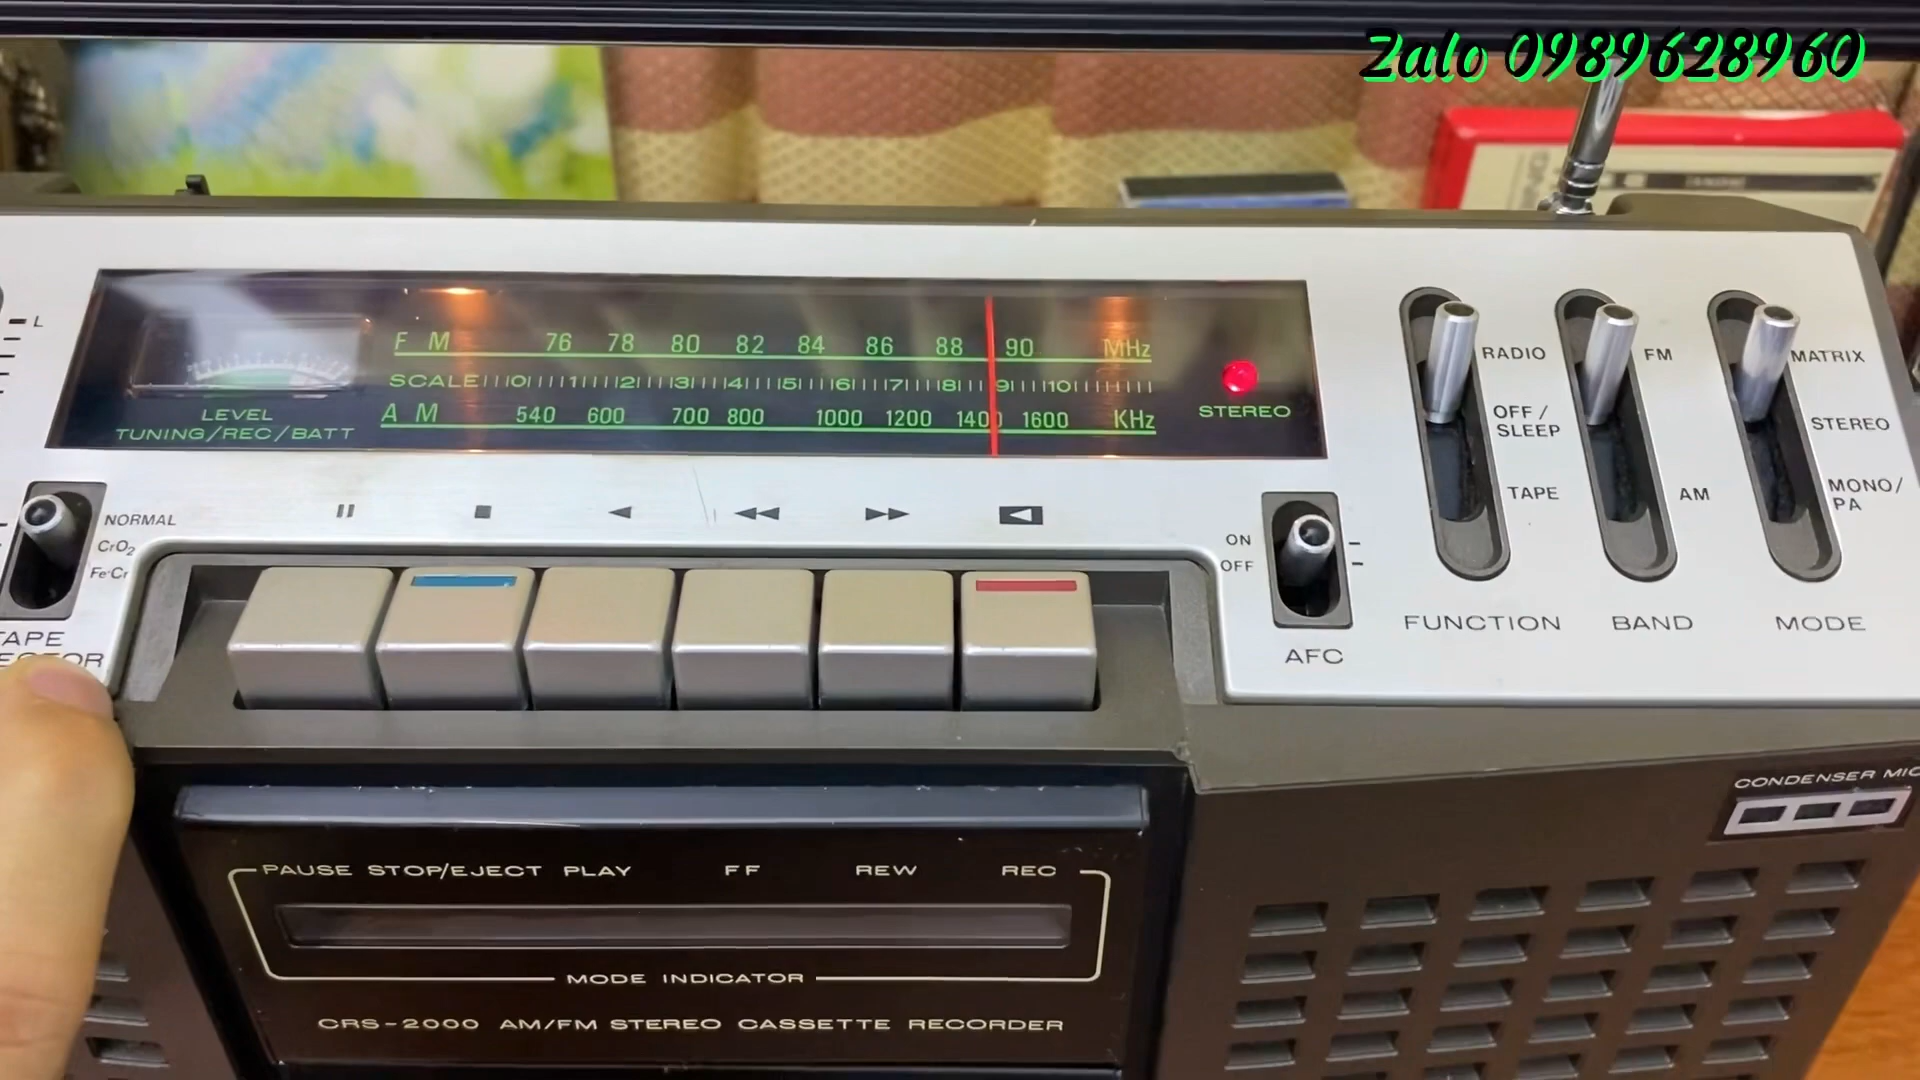 Zalo 0989628960
L
F M 76 78 80 82 84 86 88 90 MHz
SCALE 0 1 2 3 4 5 6 7 8 9 10
A M 540 600 700 800 1000 1200 1400 1600 KHz
LEVEL
TUNING/REC/BATT
STEREO
RADIO
OFF/
SLEEP
TAPE
FUNCTION
FM
AM
BAND
MATRIX
STEREO
MONO/
PA
MODE
NORMAL
CrO2
Fe·Cr
TAPE
ON
OFF
AFC
CONDENSER MIC
PAUSE STOP/EJECT PLAY FF REW REC
MODE INDICATOR
CRS-2000 AM/FM STEREO CASSETTE RECORDER